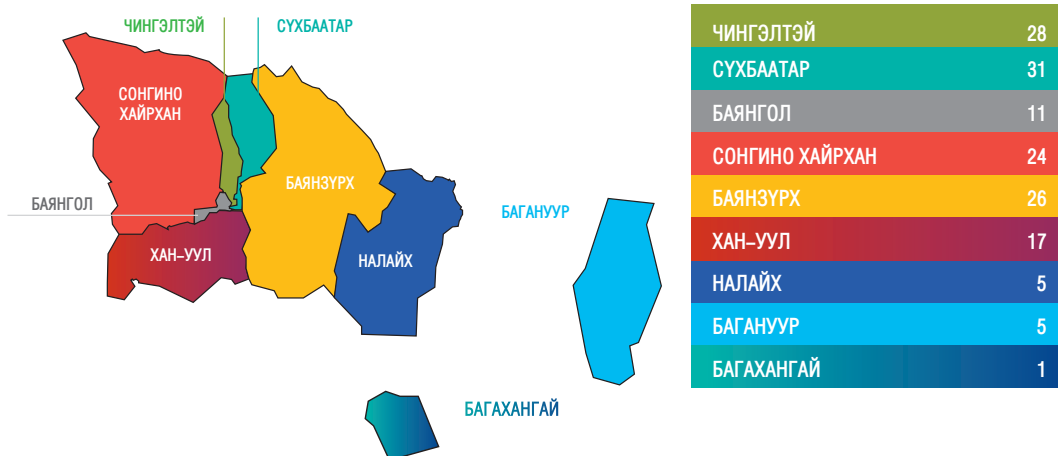 ЧИНГЭЛТЭЙ
СҮХБААТАР
СОНГИНО
ХАЙРХАН
БАЯНЗҮРХ
БАЯНГОЛ
ХАН-УУЛ
НАЛАЙХ
БАГАНУУР
БАГАХАНГАЙ
ЧИНГЭЛТЭЙ 28
СҮХБААТАР 31
БАЯНГОЛ 11
СОНГИНО ХАЙРХАН 24
БАЯНЗҮРХ 26
ХАН-УУЛ 17
НАЛАЙХ 5
БАГАНУУР 5
БАГАХАНГАЙ 1